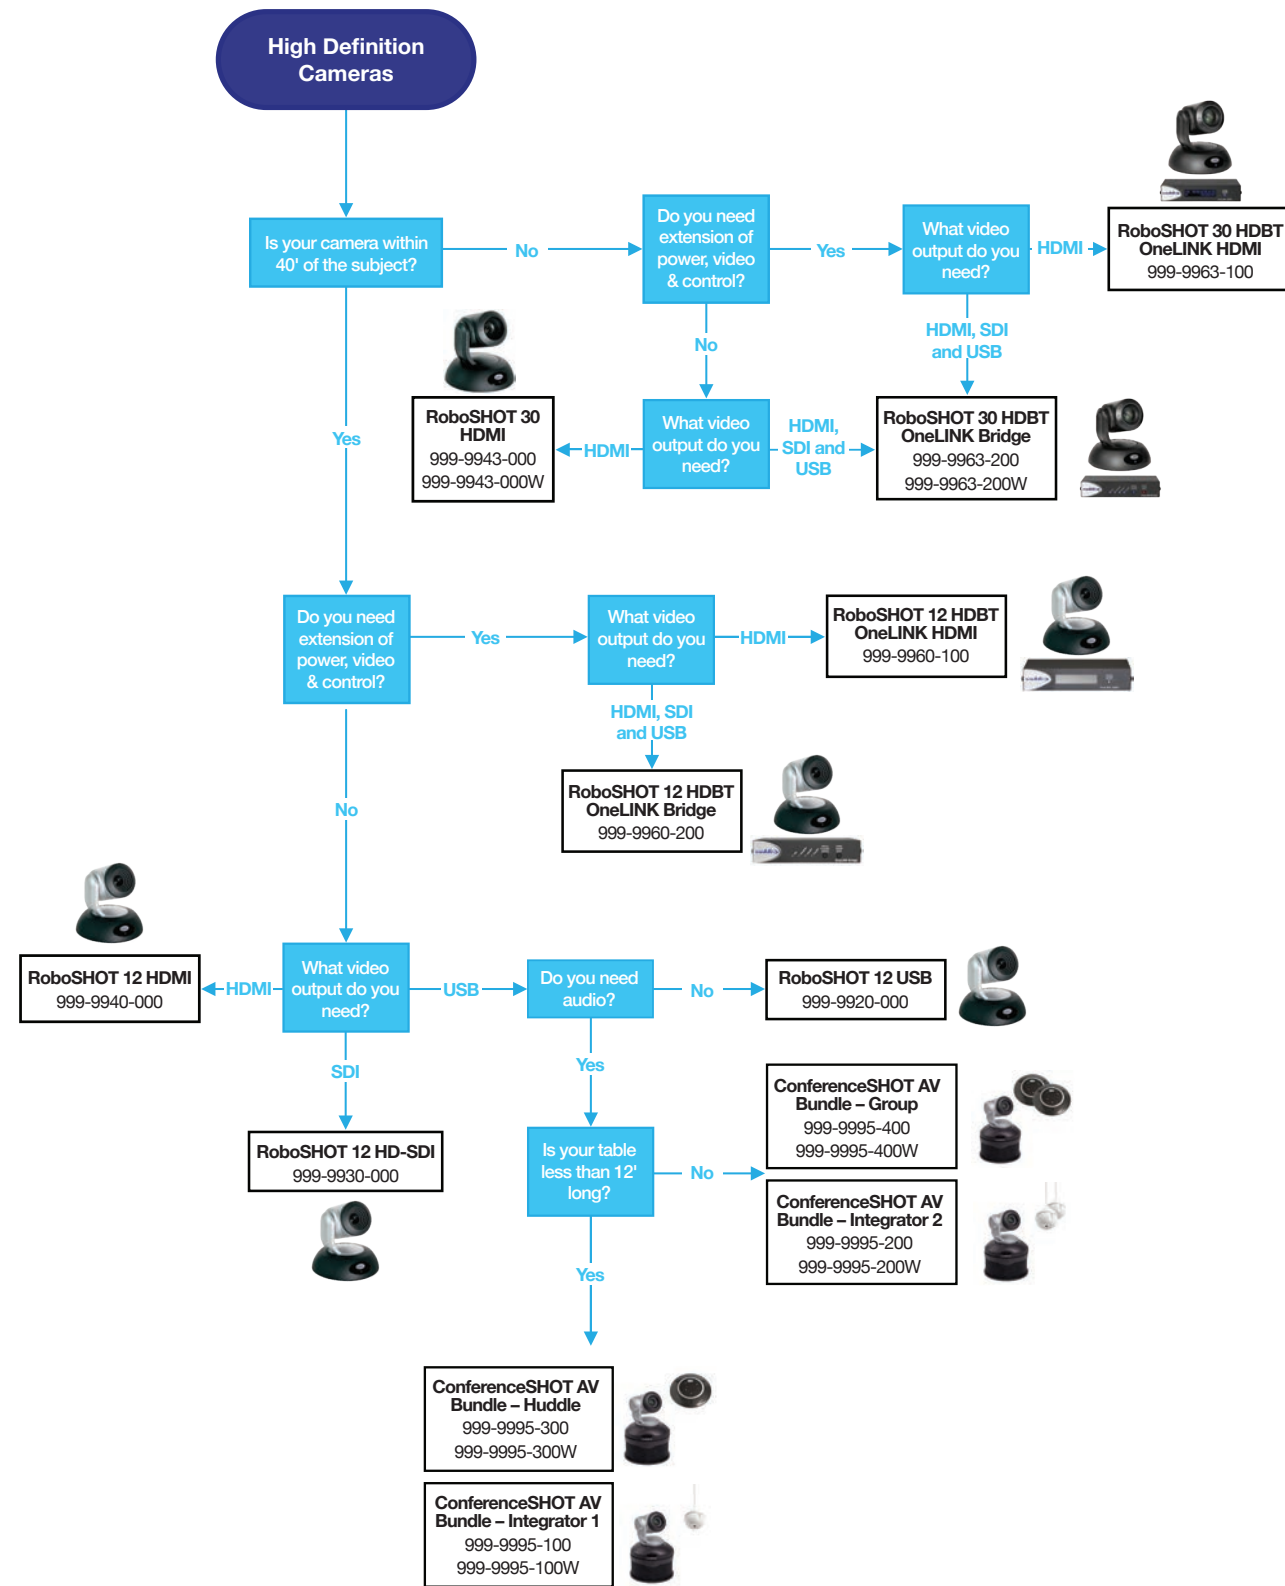 High Definition
Cameras
Is your camera within
40' of the subject?
No
Do you need
extension of
power, video
& control?
Yes
What video
output do you
need?
HDMI
RoboSHOT 30 HDBT
OneLINK HDMI
999-9963-100
HDMI, SDI
and USB
No
RoboSHOT 30
HDMI
999-9943-000
999-9943-000W
HDMI
What video
output do you
need?
HDMI,
SDI and
USB
RoboSHOT 30 HDBT
OneLINK Bridge
999-9963-200
999-9963-200W
Yes
Do you need
extension of
power, video
& control?
Yes
What video
output do you
need?
HDMI
RoboSHOT 12 HDBT
OneLINK HDMI
999-9960-100
HDMI, SDI
and USB
RoboSHOT 12 HDBT
OneLINK Bridge
999-9960-200
No
RoboSHOT 12 HDMI
999-9940-000
HDMI
What video
output do you
need?
USB
Do you need
audio?
No
RoboSHOT 12 USB
999-9920-000
SDI
RoboSHOT 12 HD-SDI
999-9930-000
Yes
Is your table
less than 12'
long?
No
ConferenceSHOT AV
Bundle – Group
999-9995-400
999-9995-400W
ConferenceSHOT AV
Bundle – Integrator 2
999-9995-200
999-9995-200W
Yes
ConferenceSHOT AV
Bundle – Huddle
999-9995-300
999-9995-300W
ConferenceSHOT AV
Bundle – Integrator 1
999-9995-100
999-9995-100W